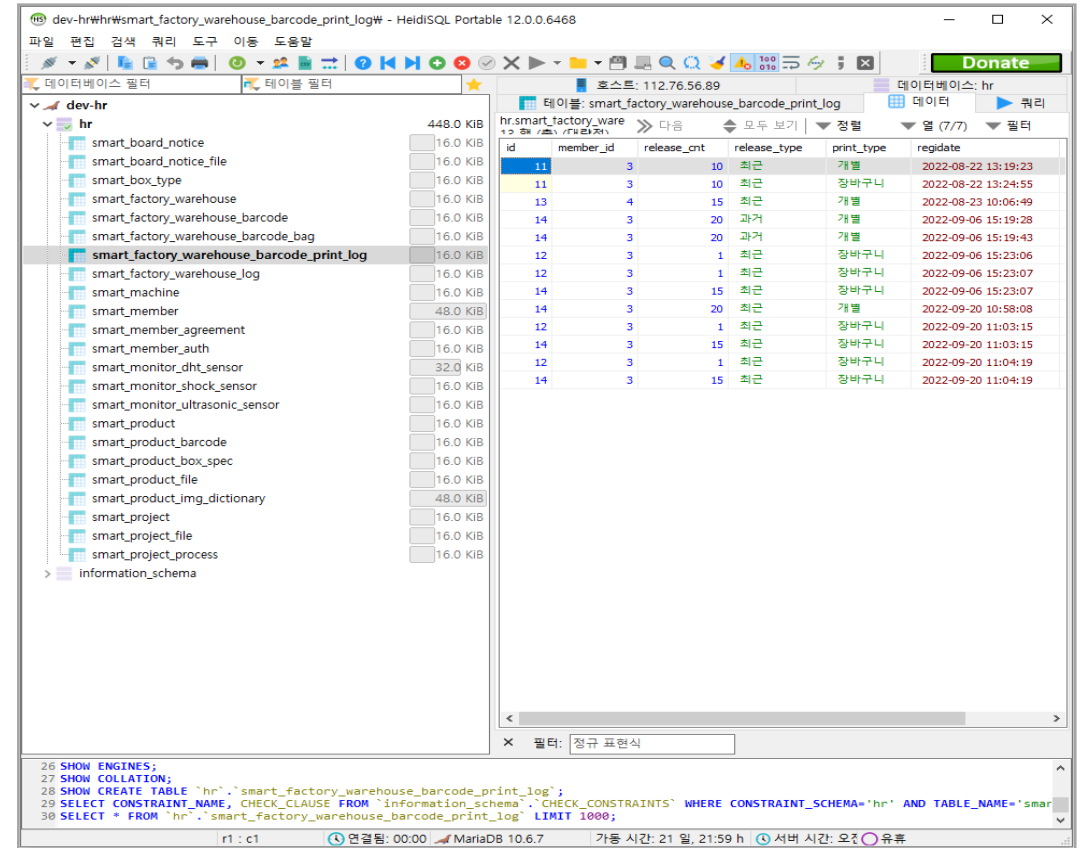 dev-hr₩hr₩smart_factory_warehouse_barcode_print_log₩ - HeidiSQL Portable 12.0.0.6468
파일 편집 검색 쿼리 도구 이동 도움말
Donate
데이터베이스 필터 테이블 필터
호스트: 112.76.56.89 데이터베이스: hr
테이블: smart_factory_warehouse_barcode_print_log 데이터 쿼리
dev-hr
hr 448.0 KiB
smart_board_notice 16.0 KiB
smart_board_notice_file 16.0 KiB
smart_box_type 16.0 KiB
smart_factory_warehouse 16.0 KiB
smart_factory_warehouse_barcode 16.0 KiB
smart_factory_warehouse_barcode_bag 16.0 KiB
smart_factory_warehouse_barcode_print_log 16.0 KiB
smart_factory_warehouse_log 16.0 KiB
smart_machine 16.0 KiB
smart_member 48.0 KiB
smart_member_agreement 16.0 KiB
smart_member_auth 16.0 KiB
smart_monitor_dht_sensor 32.0 KiB
smart_monitor_shock_sensor 16.0 KiB
smart_monitor_ultrasonic_sensor 16.0 KiB
smart_product 16.0 KiB
smart_product_barcode 16.0 KiB
smart_product_box_spec 16.0 KiB
smart_product_file 16.0 KiB
smart_product_img_dictionary 48.0 KiB
smart_project 16.0 KiB
smart_project_file 16.0 KiB
smart_project_process 16.0 KiB
information_schema
hr.smart_factory_ware 다음 모두 보기 정렬 열 (7/7) 필터
id member_id release_cnt release_type print_type regidate
11 3 10 최근 개별 2022-08-22 13:19:23
11 3 10 최근 장바구니 2022-08-22 13:24:55
13 4 15 최근 개별 2022-08-23 10:06:49
14 3 20 과거 개별 2022-09-06 15:19:28
14 3 20 과거 개별 2022-09-06 15:19:43
12 3 1 최근 장바구니 2022-09-06 15:23:06
12 3 1 최근 장바구니 2022-09-06 15:23:07
14 3 15 최근 장바구니 2022-09-06 15:23:07
14 3 20 최근 개별 2022-09-20 10:58:08
12 3 1 최근 장바구니 2022-09-20 11:03:15
14 3 15 최근 장바구니 2022-09-20 11:03:15
12 3 1 최근 장바구니 2022-09-20 11:04:19
14 3 15 최근 장바구니 2022-09-20 11:04:19
필터: 정규 표현식
26 SHOW ENGINES;
27 SHOW COLLATION;
28 SHOW CREATE TABLE `hr`.`smart_factory_warehouse_barcode_print_log`;
29 SELECT CONSTRAINT_NAME, CHECK_CLAUSE FROM `information_schema`.`CHECK_CONSTRAINTS` WHERE CONSTRAINT_SCHEMA='hr' AND TABLE_NAME='smar
30 SELECT * FROM `hr`.`smart_factory_warehouse_barcode_print_log` LIMIT 1000;
r1 : c1 연결됨: 00:00 MariaDB 10.6.7 가동 시간: 21 일, 21:59 h 서버 시간: 오전 유휴